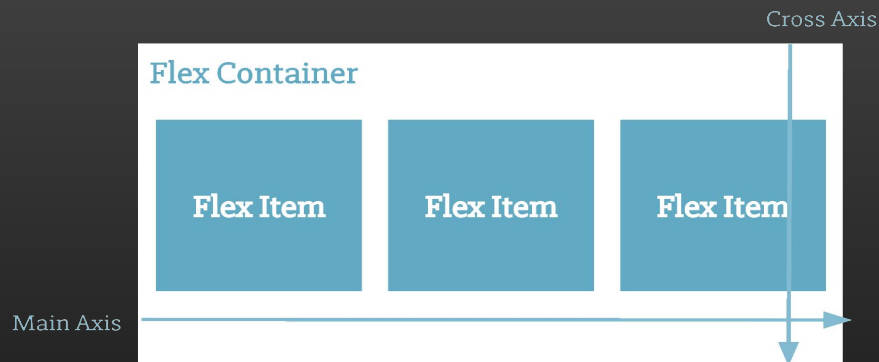 Cross Axis
Flex Container
Flex Item
Flex Item
Flex Item
Main Axis